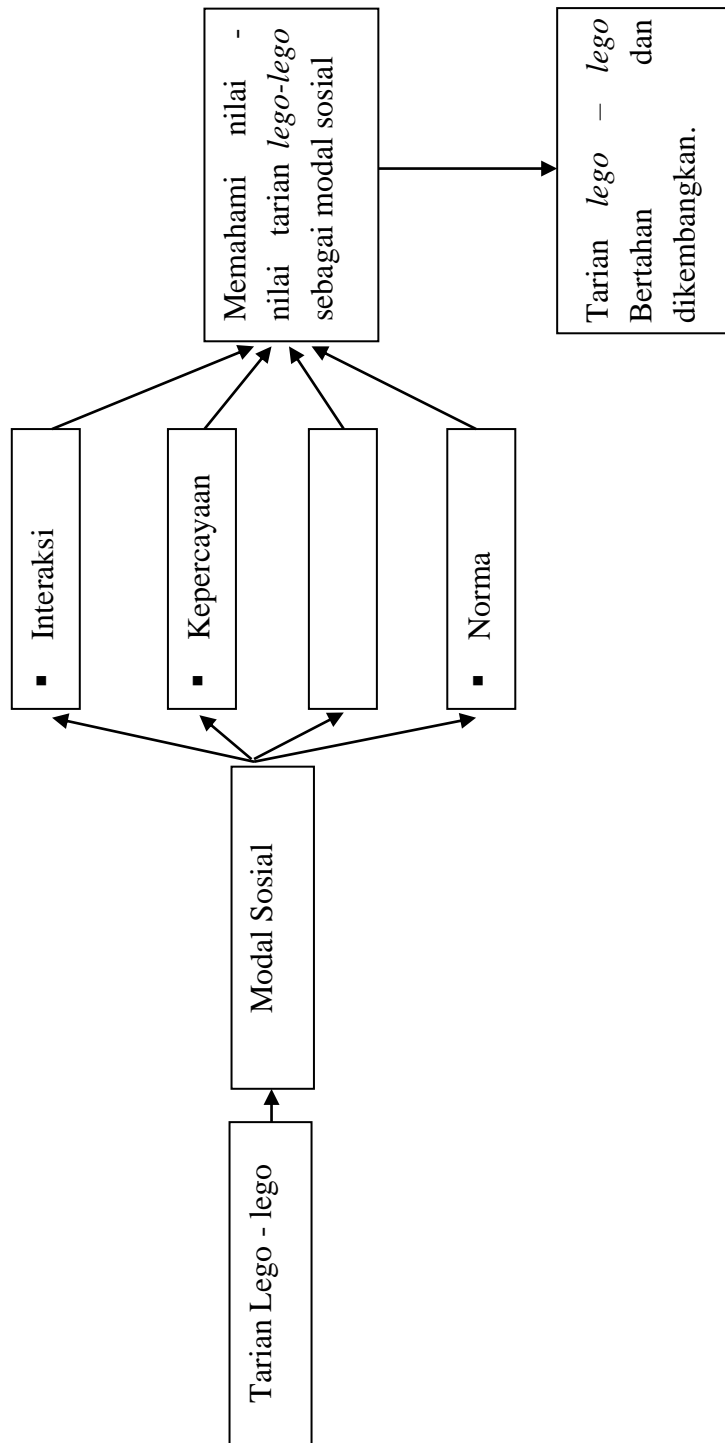 Tarian Lego - lego
Modal Sosial
▪ Interaksi
▪ Kepercayaan
▪ Norma
Memahami nilai -
nilai tarian lego-lego
sebagai modal sosial
Tarian lego – lego
Bertahan dan
dikembangkan.